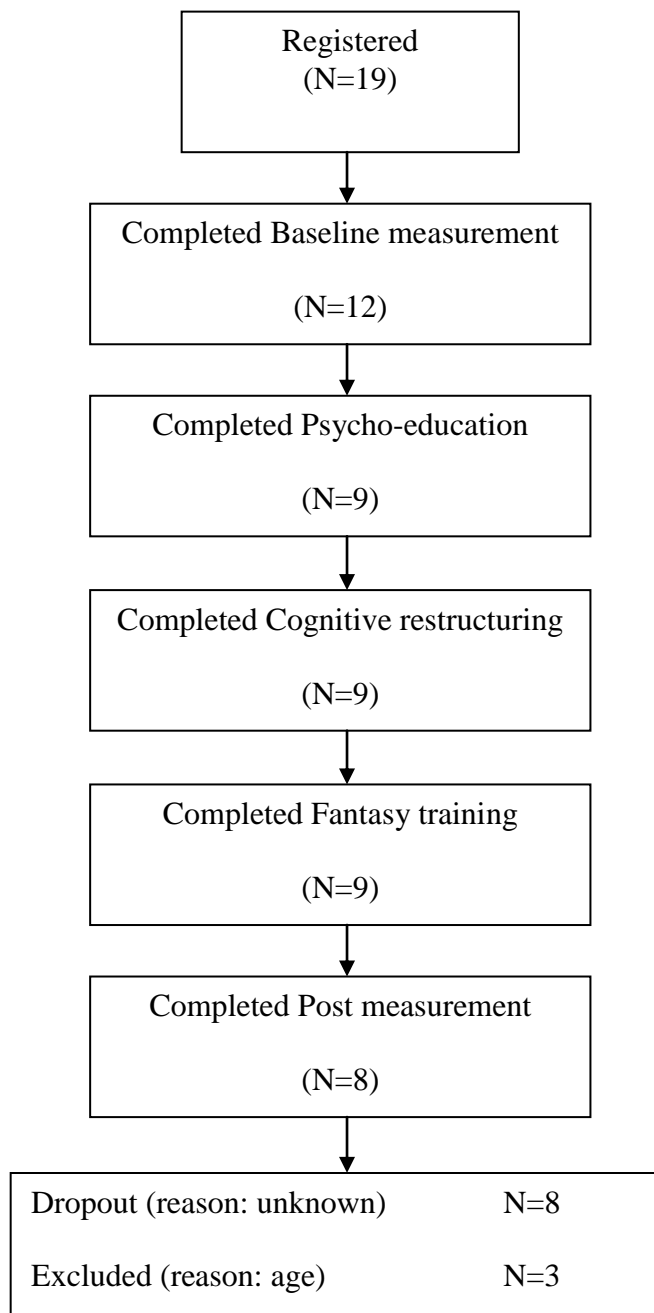 Registered
(N=19)
Completed Baseline measurement
(N=12)
Completed Psycho-education
(N=9)
Completed Cognitive restructuring
(N=9)
Completed Fantasy training
(N=9)
Completed Post measurement
(N=8)
Dropout (reason: unknown) N=8
Excluded (reason: age) N=3